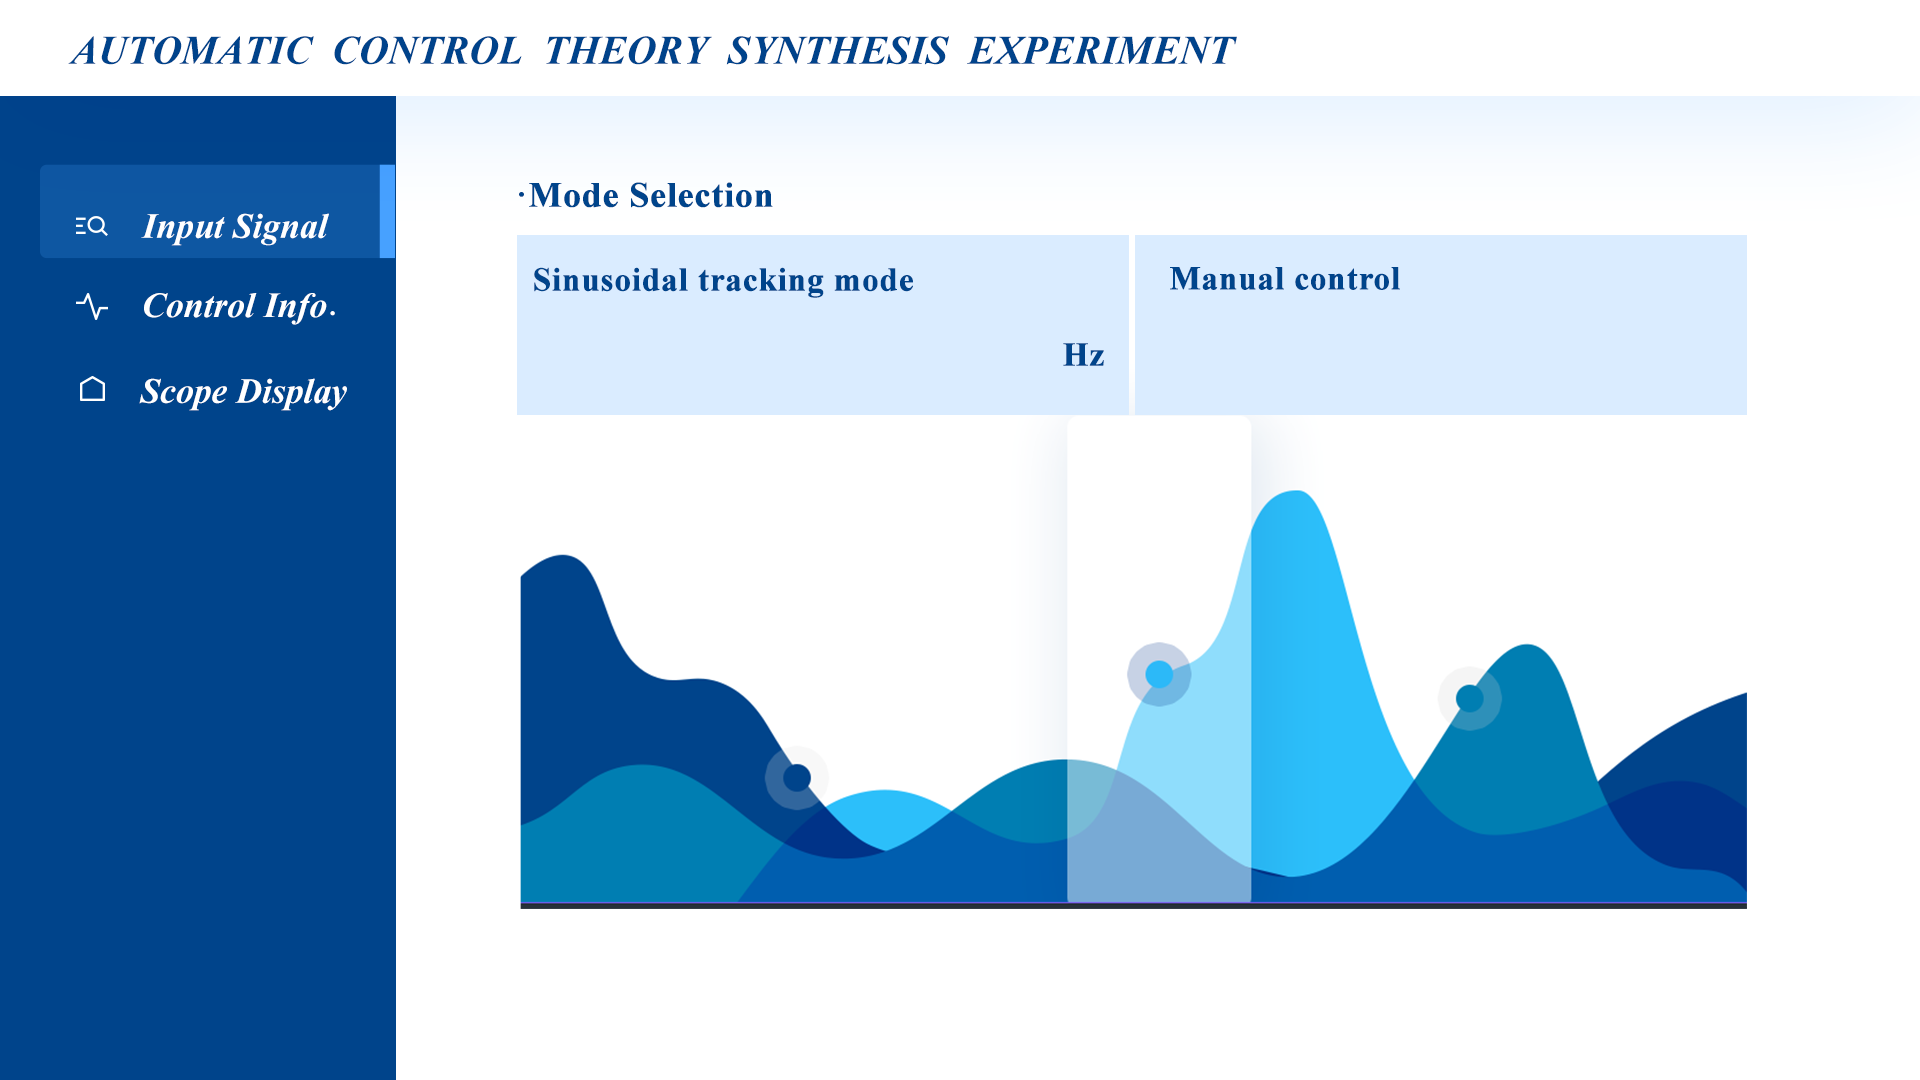 AUTOMATIC CONTROL THEORY SYNTHESIS EXPERIMENT
Input Signal
Control Info.
Scope Display
·Mode Selection
Sinusoidal tracking mode
Hz
Manual control